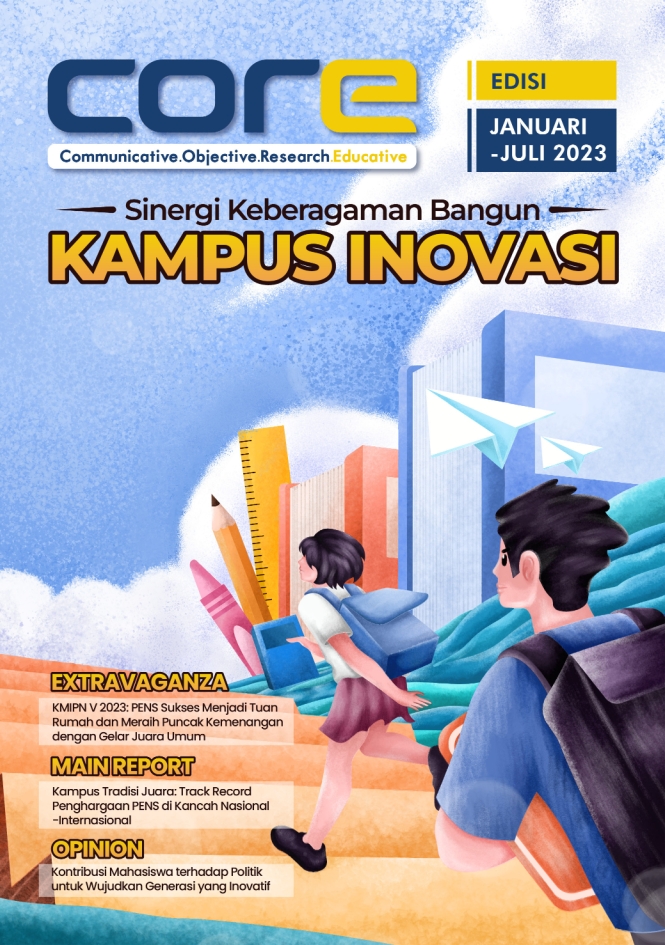 core
Communicative.Objective.Research.Educative
EDISI
JANUARI
-JULI 2023
Sinergi Keberagaman Bangun
KAMPUS INOVASI
EXTRAVAGANZA
KMIPN V 2023: PENS Sukses Menjadi Tuan
Rumah dan Meraih Puncak Kemenangan
dengan Gelar Juara Umum
MAIN REPORT
Kampus Tradisi Juara: Track Record
Penghargaan PENS di Kancah Nasional
-Internasional
OPINION
Kontribusi Mahasiswa terhadap Politik
untuk Wujudkan Generasi yang Inovatif